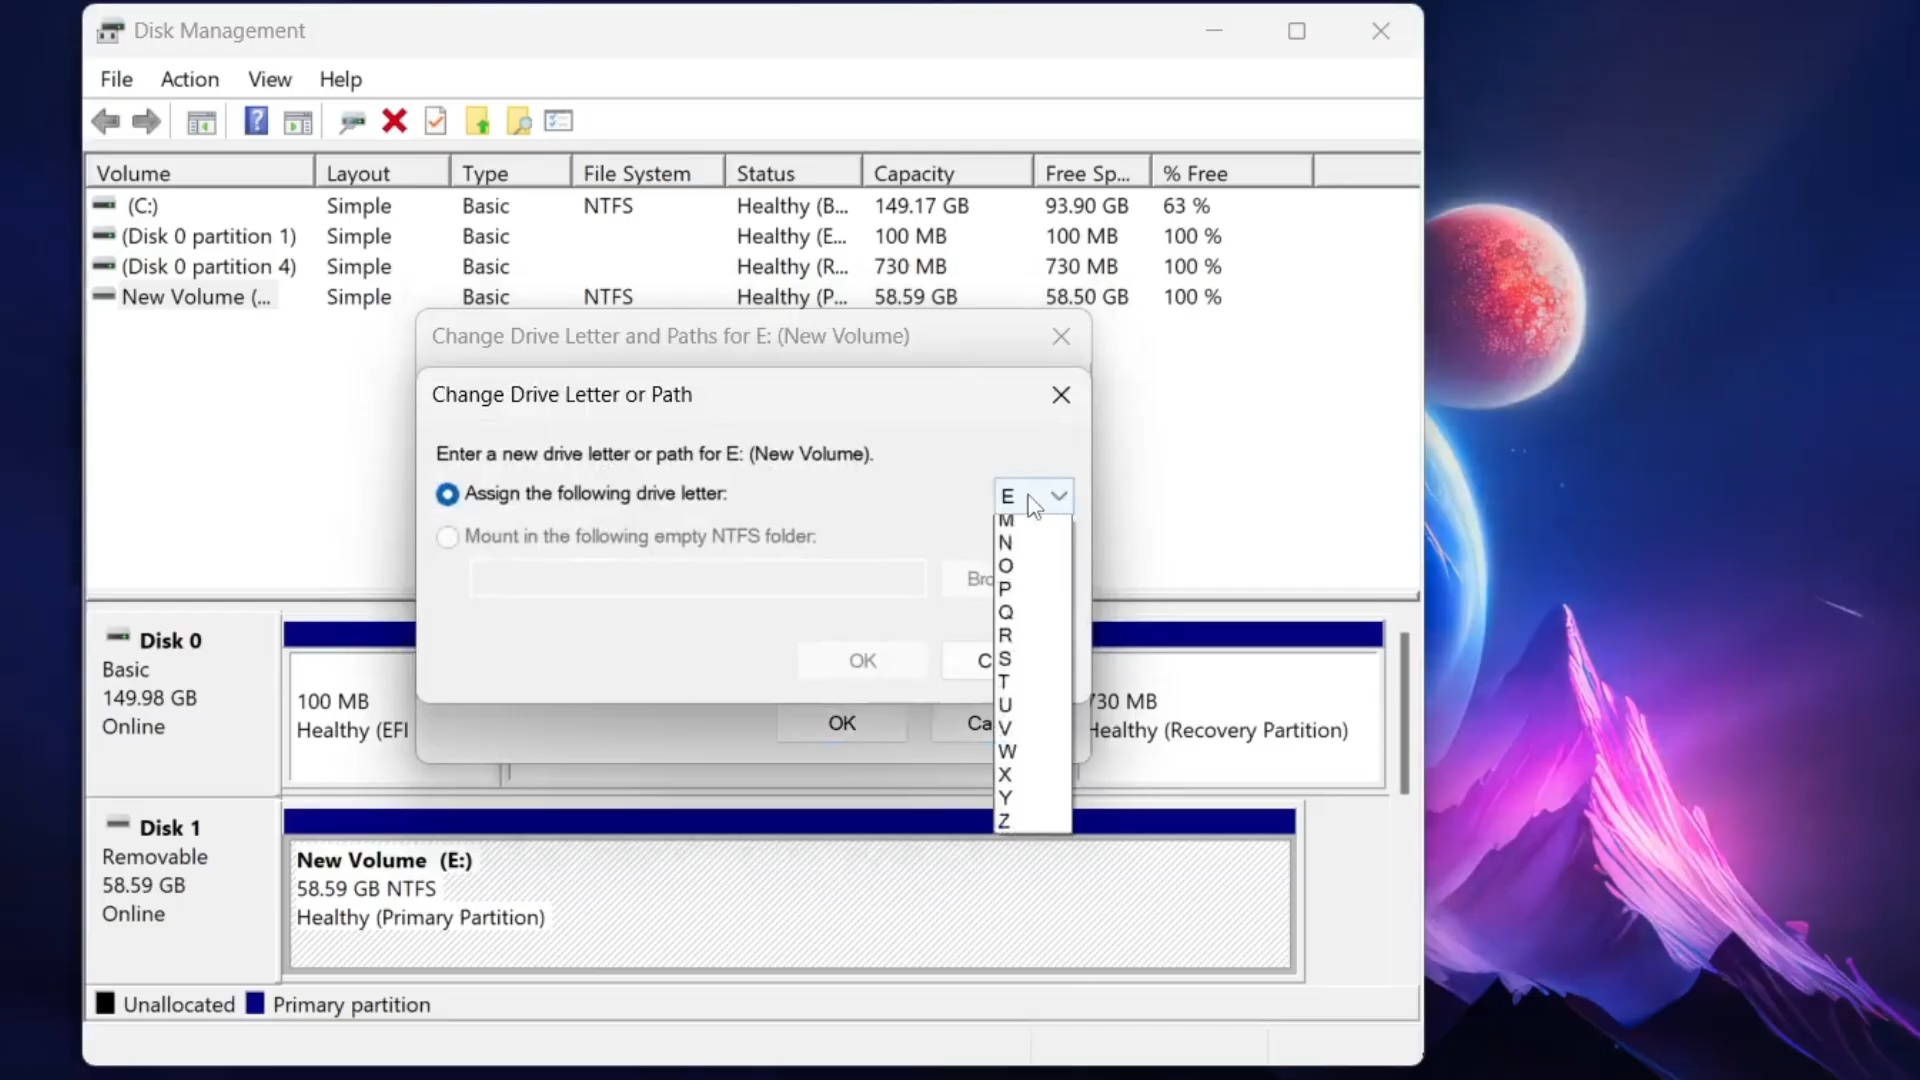 Disk Management
File Action View Help
Volume Layout Type File System Status Capacity Free Sp... % Free
(C:) Simple Basic NTFS Healthy (B... 149.17 GB 93.90 GB 63 %
(Disk 0 partition 1) Simple Basic Healthy (E... 100 MB 100 MB 100 %
(Disk 0 partition 4) Simple Basic Healthy (R... 730 MB 730 MB 100 %
New Volume (... Simple Basic NTFS Healthy (P... 58.59 GB 58.50 GB 100 %
Change Drive Letter and Paths for E: (New Volume)
Change Drive Letter or Path
Enter a new drive letter or path for E: (New Volume).
Assign the following drive letter: E
Mount in the following empty NTFS folder:
Bro
OK C
OK Ca
M
N
O
P
Q
R
S
T
U
V
W
X
Y
Z
Disk 0
Basic
149.98 GB
Online
100 MB
Healthy (EFI
730 MB
Healthy (Recovery Partition)
Disk 1
Removable
58.59 GB
Online
New Volume (E:)
58.59 GB NTFS
Healthy (Primary Partition)
Unallocated Primary partition